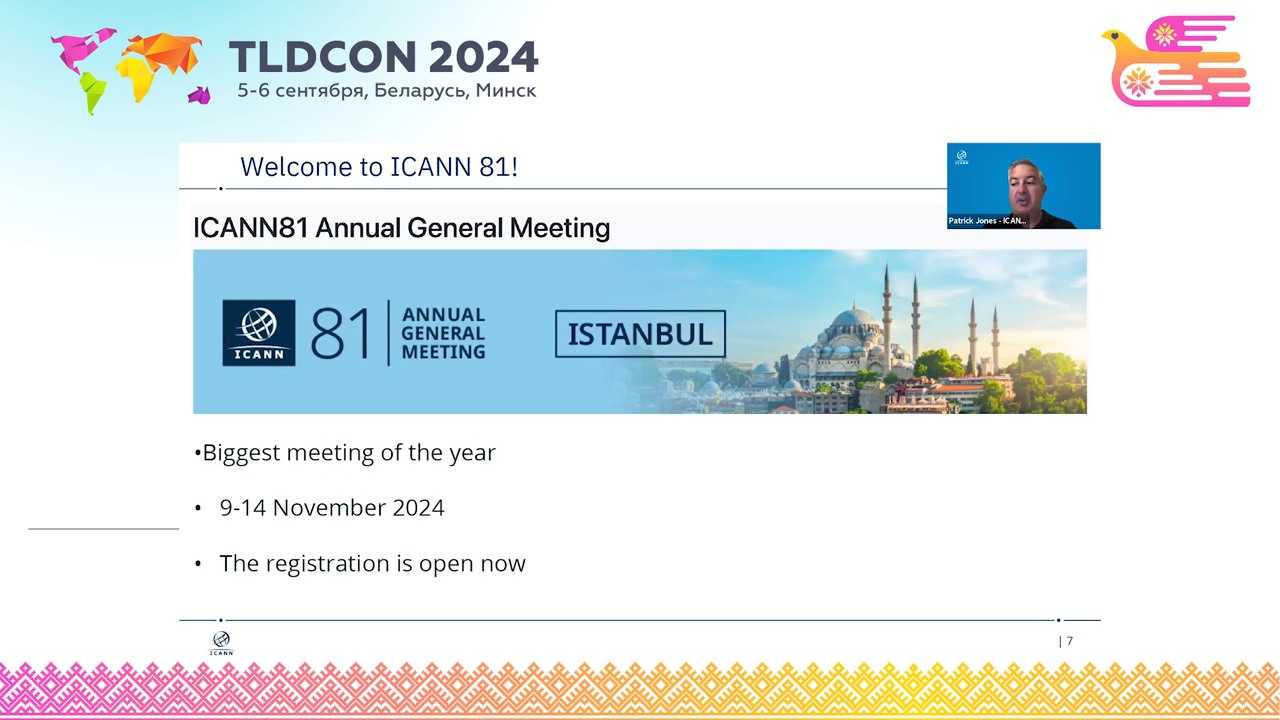 TLDCON 2024
5-6 сентября, Беларусь, Минск
Welcome to ICANN 81!
ICANN
Patrick Jones - ICAN...
ICANN81 Annual General Meeting
ICANN
81
ANNUAL
GENERAL
MEETING
ISTANBUL
•Biggest meeting of the year
• 9-14 November 2024
• The registration is open now
ICANN
| 7